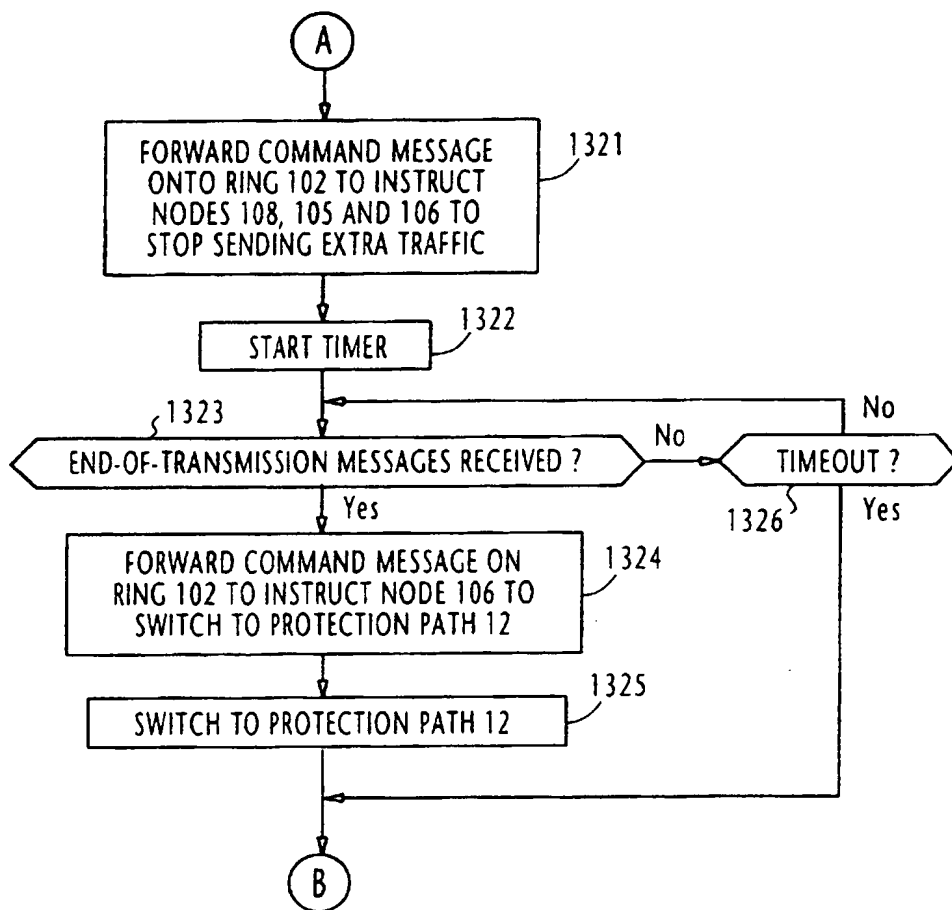 A
FORWARD COMMAND MESSAGE
ONTO RING 102 TO INSTRUCT
NODES 108, 105 AND 106 TO
STOP SENDING EXTRA TRAFFIC
1321
START TIMER
1322
1323
END-OF-TRANSMISSION MESSAGES RECEIVED ?
No
TIMEOUT ?
No
1326
Yes
Yes
FORWARD COMMAND MESSAGE ON
RING 102 TO INSTRUCT NODE 106 TO
SWITCH TO PROTECTION PATH 12
1324
SWITCH TO PROTECTION PATH 12
1325
B